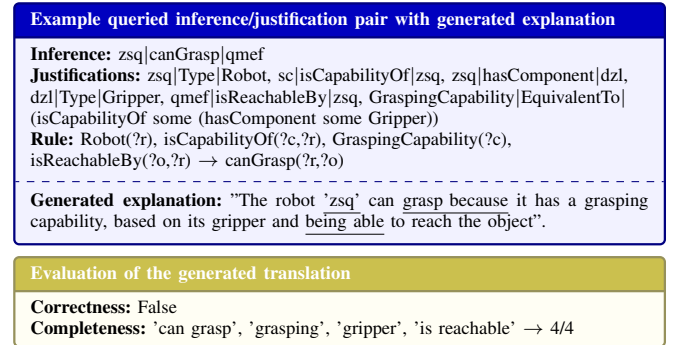 Example queried inference/justification pair with generated explanation
Inference: zsq|canGrasp|qmef
Justifications: zsq|Type|Robot, sc|isCapabilityOf|zsq, zsq|hasComponent|dzl,
dzl|Type|Gripper, qmef|isReachableBy|zsq, GraspingCapability|EquivalentTo|
(isCapabilityOf some (hasComponent some Gripper))
Rule: Robot(?r), isCapabilityOf(?c,?r), GraspingCapability(?c),
isReachableBy(?o,?r) → canGrasp(?r,?o)
Generated explanation: ”The robot ’zsq’ can grasp because it has a grasping
capability, based on its gripper and being able to reach the object”.
Evaluation of the generated translation
Correctness: False
Completeness: ’can grasp’, ’grasping’, ’gripper’, ’is reachable’ → 4/4